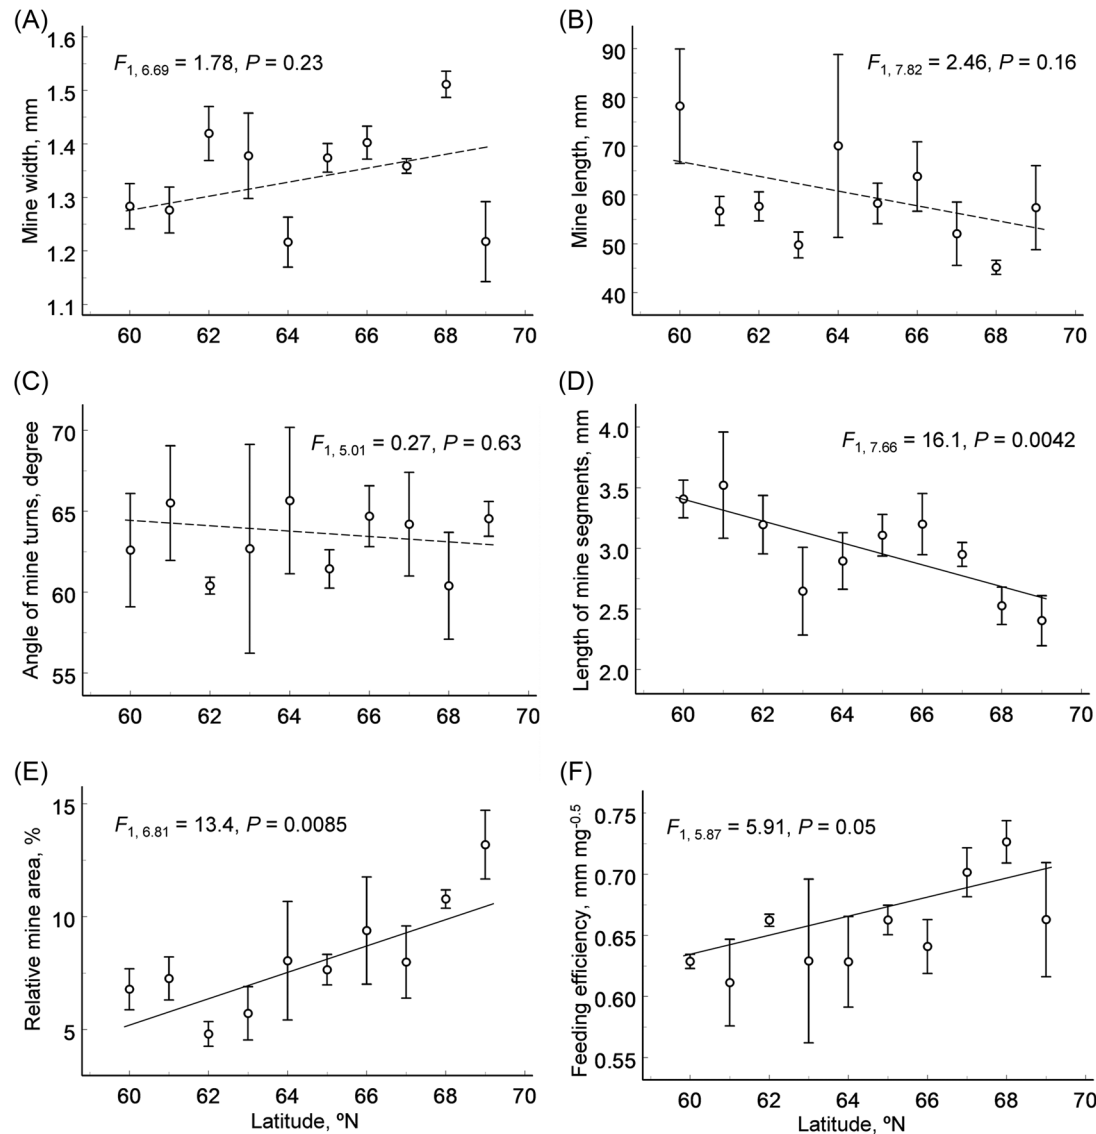 (A)
F1, 6.69 = 1.78, P = 0.23
Mine width, mm
1.6
1.5
1.4
1.3
1.2
1.1
60 62 64 66 68 70
(B)
F1, 7.82 = 2.46, P = 0.16
Mine length, mm
90
80
70
60
50
40
60 62 64 66 68 70
(C)
F1, 5.01 = 0.27, P = 0.63
Angle of mine turns, degree
70
65
60
55
60 62 64 66 68 70
(D)
F1, 7.66 = 16.1, P = 0.0042
Length of mine segments, mm
4.0
3.5
3.0
2.5
2.0
60 62 64 66 68 70
(E)
F1, 6.81 = 13.4, P = 0.0085
Relative mine area, %
15
10
5
60 62 64 66 68 70
Latitude, ºN
(F)
F1, 5.87 = 5.91, P = 0.05
Feeding efficiency, mm mg-0.5
0.75
0.70
0.65
0.60
0.55
60 62 64 66 68 70
Latitude, ºN